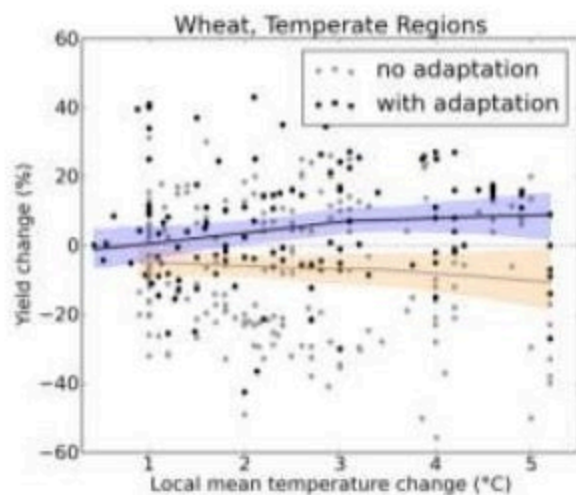 Wheat, Temperate Regions
60
no adaptation
with adaptation
40
20
0
−20
−40
−60
Yield change (%)
1 2 3 4 5
Local mean temperature change (°C)